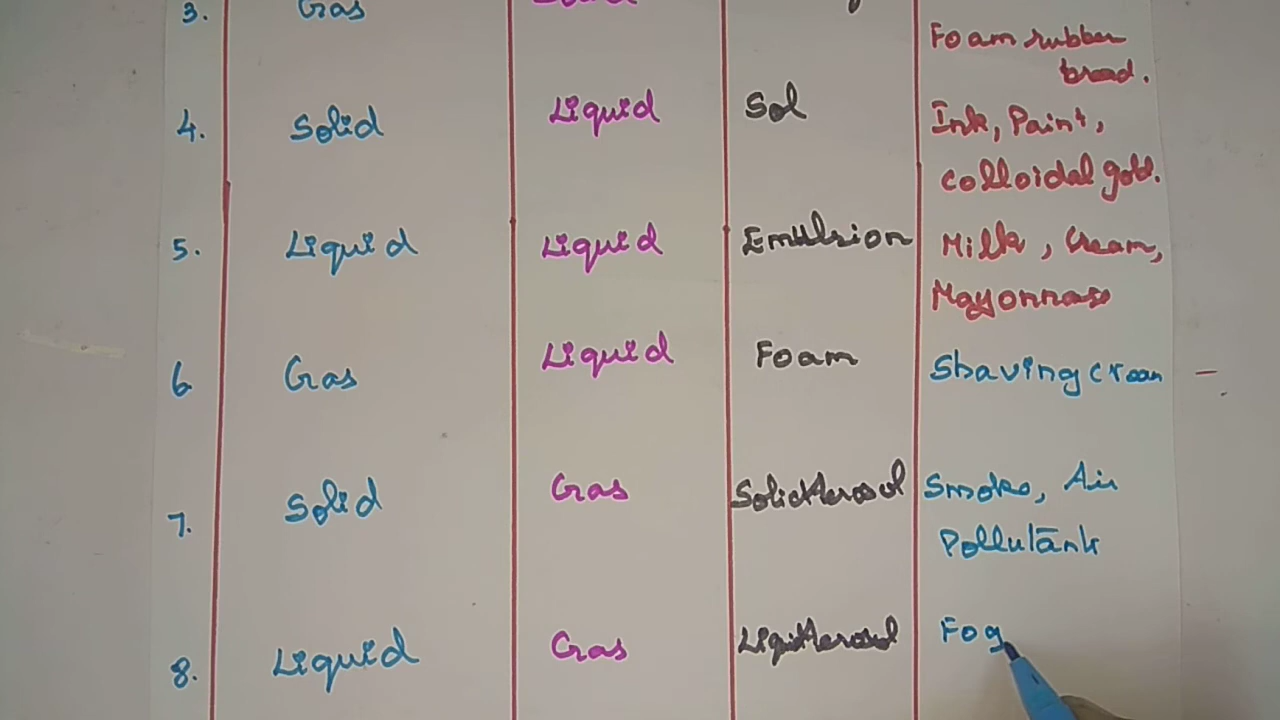 3. Gas
Foam rubber
bread.
4. Solid Liquid Sol Ink, Paint,
colloidal gold.
5. Liquid Liquid Emulsion Milk, Cream,
Mayonnase
6 Gas Liquid Foam Shaving cream -
7. Solid Gas Solid Aerosol Smoke, Air
Pollutank
8. Liquid Gas Liquid Aerosol Fog